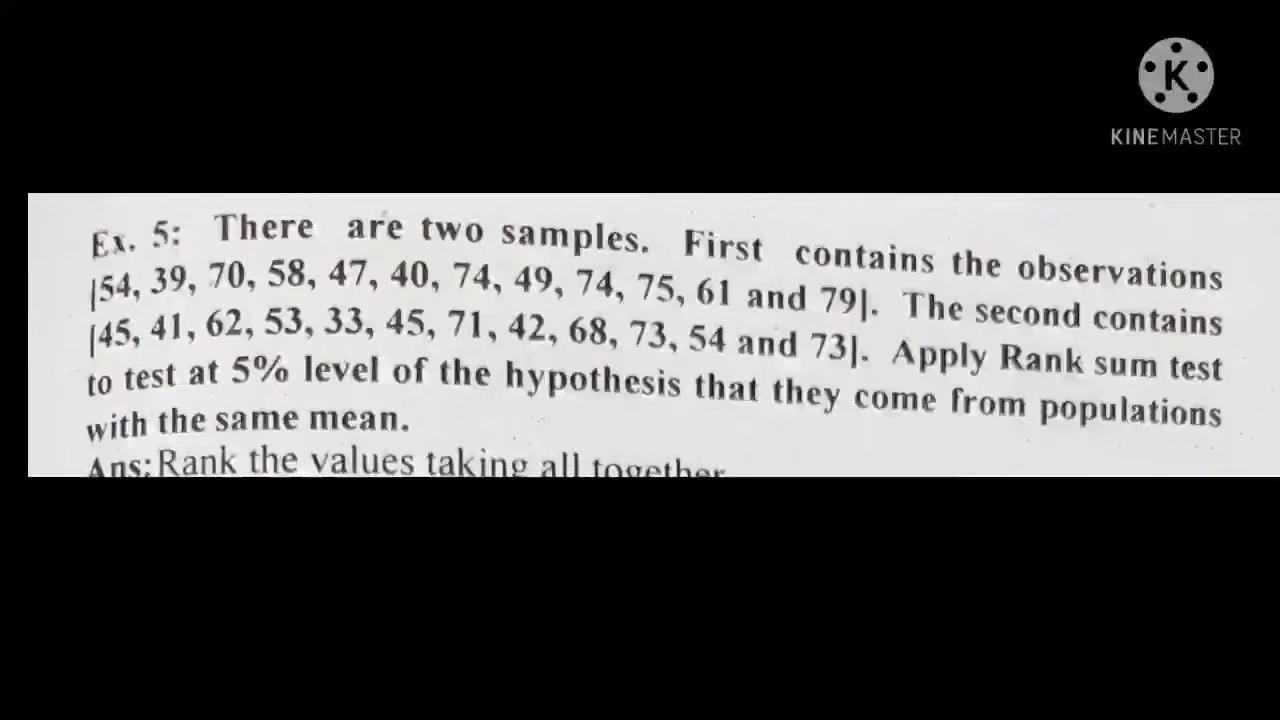 K
KINEMASTER
Ex. 5: There are two samples. First contains the observations
|54, 39, 70, 58, 47, 40, 74, 49, 74, 75, 61 and 79|. The second contains
|45, 41, 62, 53, 33, 45, 71, 42, 68, 73, 54 and 73|. Apply Rank sum test
to test at 5% level of the hypothesis that they come from populations
with the same mean.
Ans: Rank the values taking all together